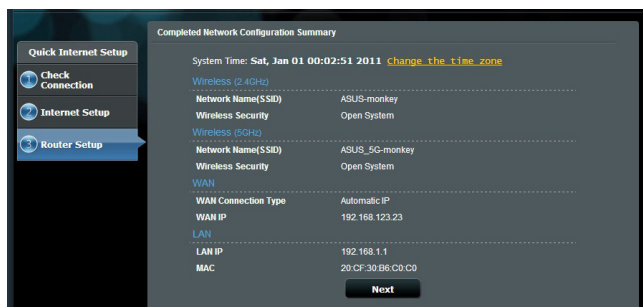 Completed Network Configuration Summary
Quick Internet Setup
1 Check Connection
2 Internet Setup
3 Router Setup
System Time: Sat, Jan 01 00:02:51 2011 Change the time zone
Wireless (2.4GHz)
Network Name(SSID) ASUS-monkey
Wireless Security Open System
Wireless (5GHz)
Network Name(SSID) ASUS_5G-monkey
Wireless Security Open System
WAN
WAN Connection Type Automatic IP
WAN IP 192.168.123.23
LAN
LAN IP 192.168.1.1
MAC 20:CF:30:B6:C0:C0
Next